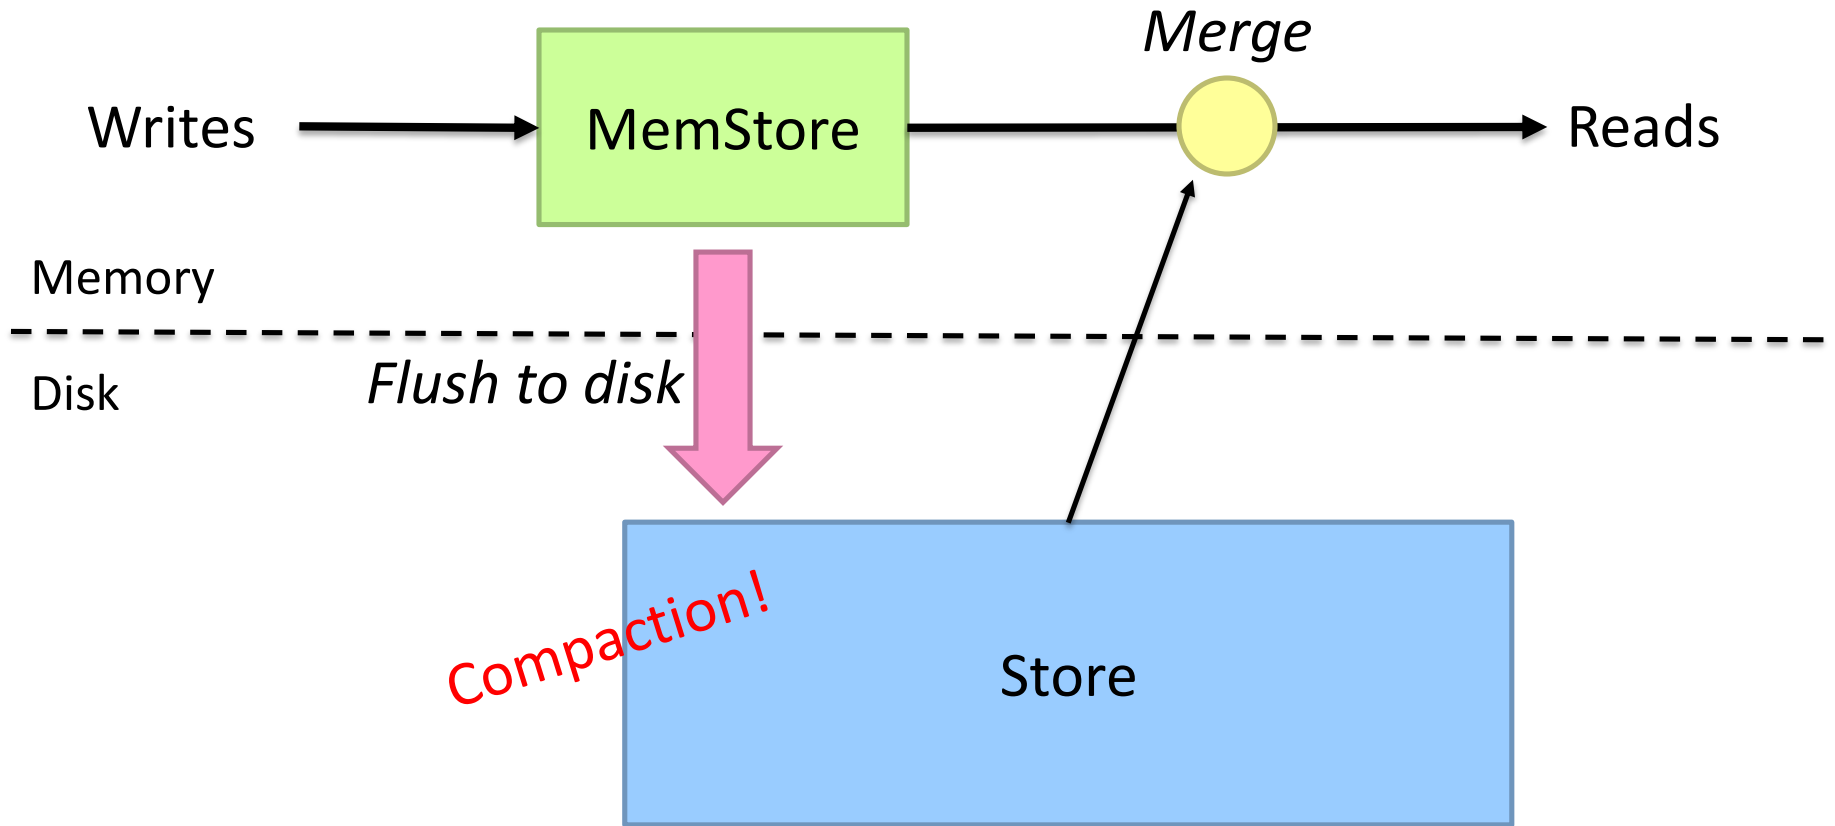 Merge
Writes
MemStore
Reads
Memory
Disk
Flush to disk
Compaction!
Store